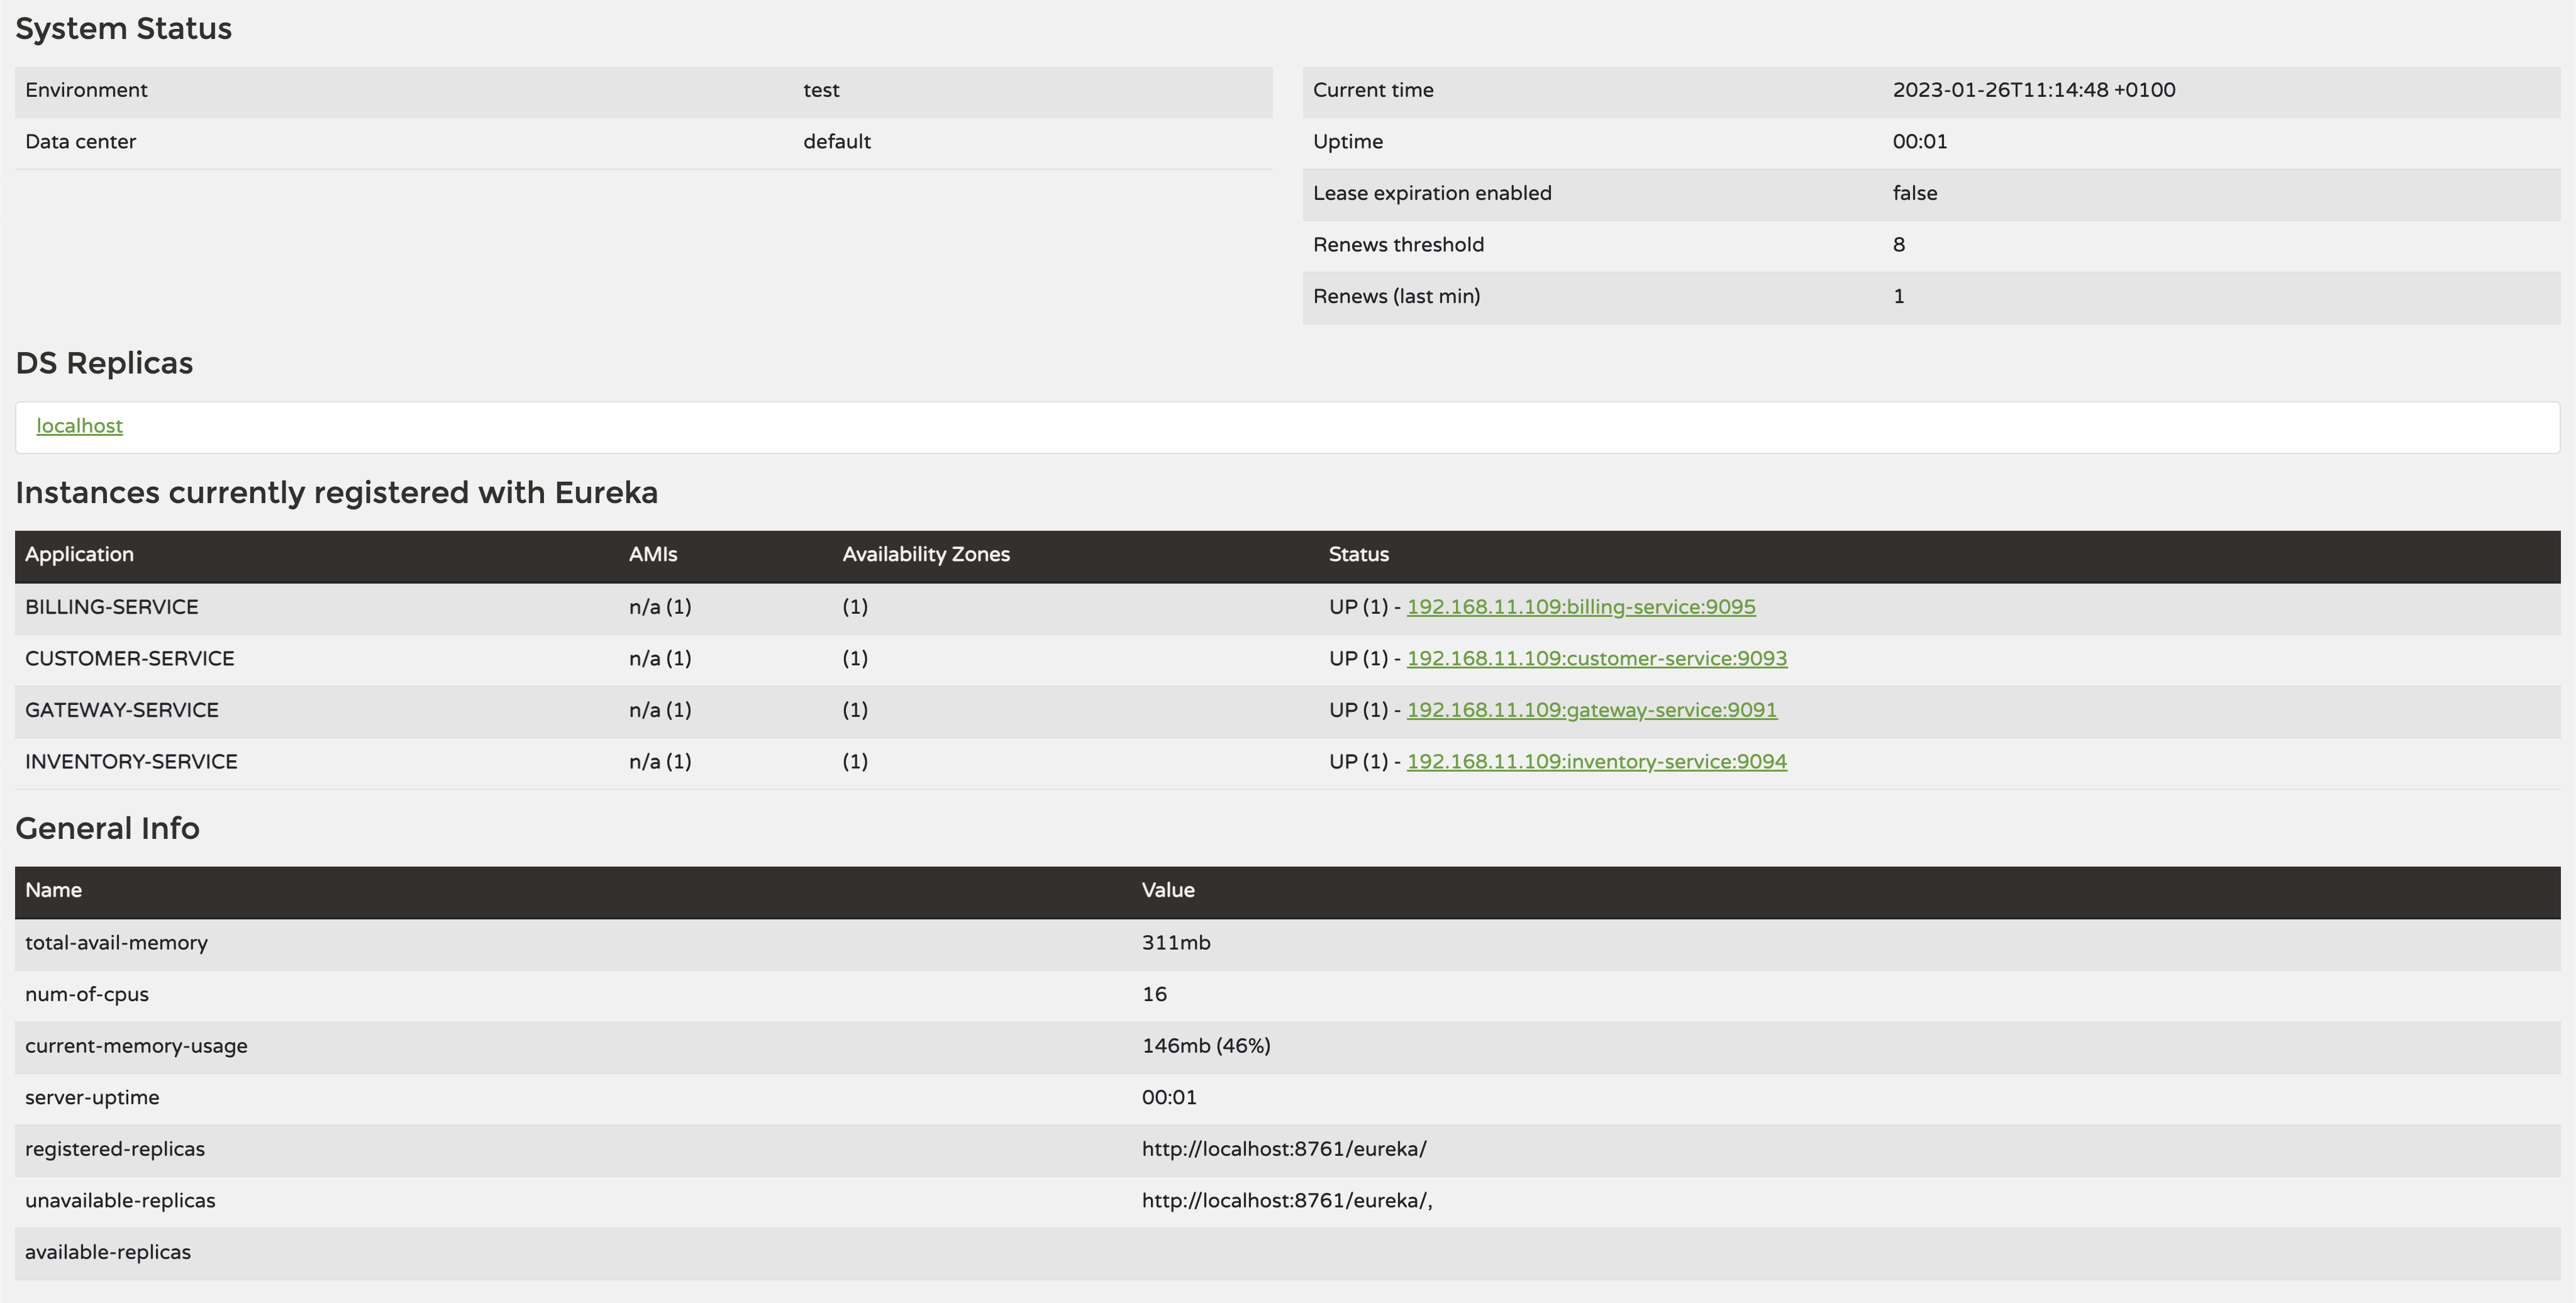 System Status
Environment test
Data center default
Current time 2023-01-26T11:14:48 +0100
Uptime 00:01
Lease expiration enabled false
Renews threshold 8
Renews (last min) 1
DS Replicas
localhost
Instances currently registered with Eureka
Application AMIs Availability Zones Status
BILLING-SERVICE n/a (1) (1) UP (1) - 192.168.11.109:billing-service:9095
CUSTOMER-SERVICE n/a (1) (1) UP (1) - 192.168.11.109:customer-service:9093
GATEWAY-SERVICE n/a (1) (1) UP (1) - 192.168.11.109:gateway-service:9091
INVENTORY-SERVICE n/a (1) (1) UP (1) - 192.168.11.109:inventory-service:9094
General Info
Name Value
total-avail-memory 311mb
num-of-cpus 16
current-memory-usage 146mb (46%)
server-uptime 00:01
registered-replicas http://localhost:8761/eureka/
unavailable-replicas http://localhost:8761/eureka/,
available-replicas